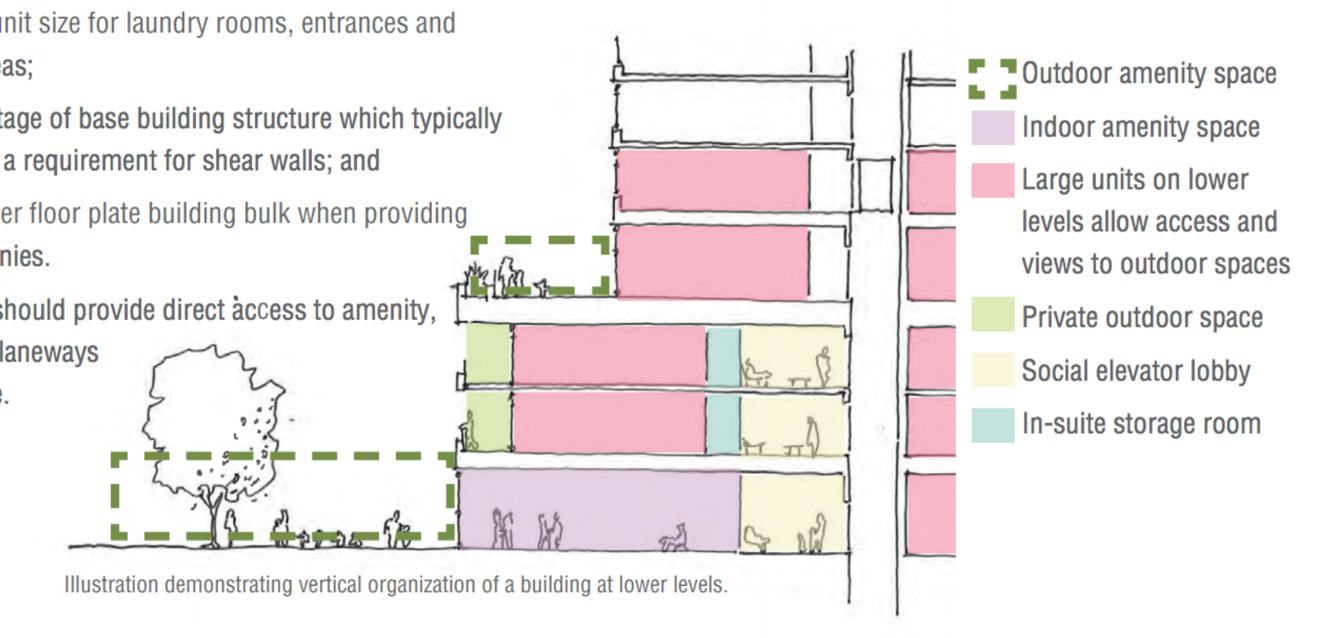 unit size for laundry rooms, entrances and
eas;
tage of base building structure which typically
a requirement for shear walls; and
er floor plate building bulk when providing
nies.
should provide direct access to amenity,
laneways
e.
Outdoor amenity space
Indoor amenity space
Large units on lower
levels allow access and
views to outdoor spaces
Private outdoor space
Social elevator lobby
In-suite storage room
Illustration demonstrating vertical organization of a building at lower levels.